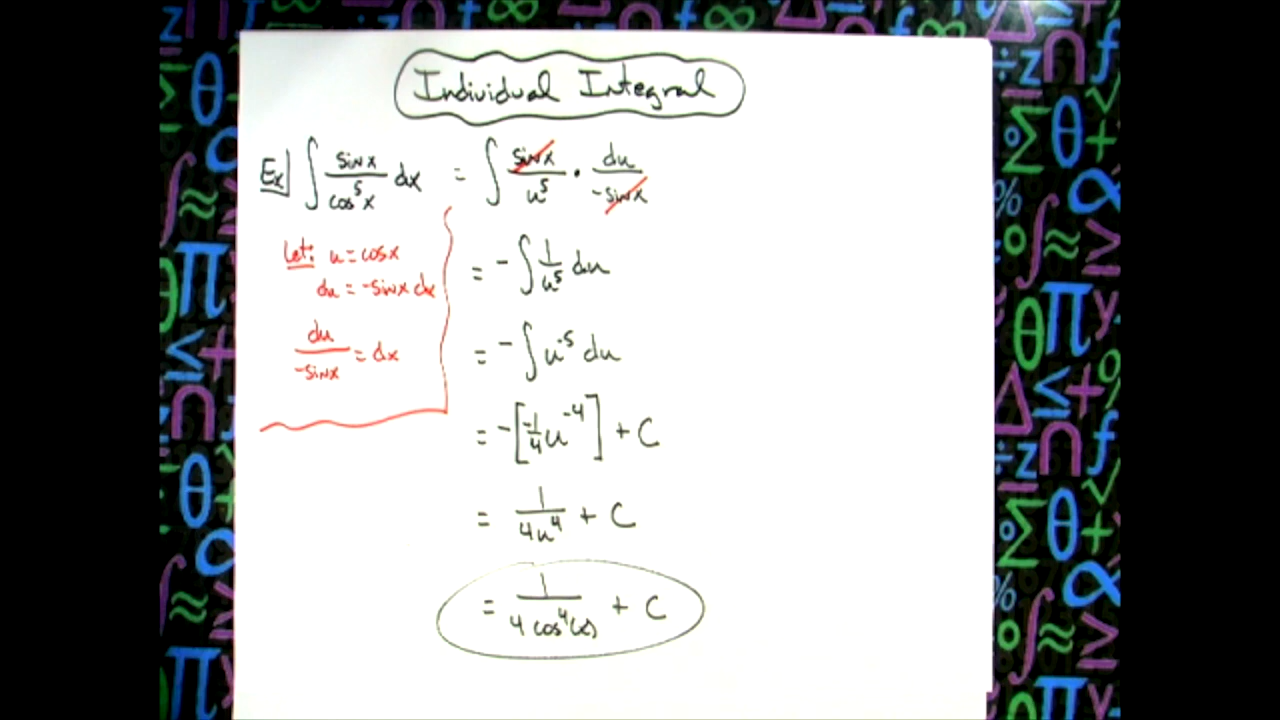 Individual Integral
Ex| ∫ sinx/cos⁵x dx = ∫ sinx/u⁵ · du/-sinx
Let: u = cosx
du = -sinx dx
du/-sinx = dx
= -∫ 1/u⁵ du
= -∫ u⁻⁵ du
= -[-1/4 u⁻⁴] + C
= 1/4u⁴ + C
= 1/4cos⁴(x) + C